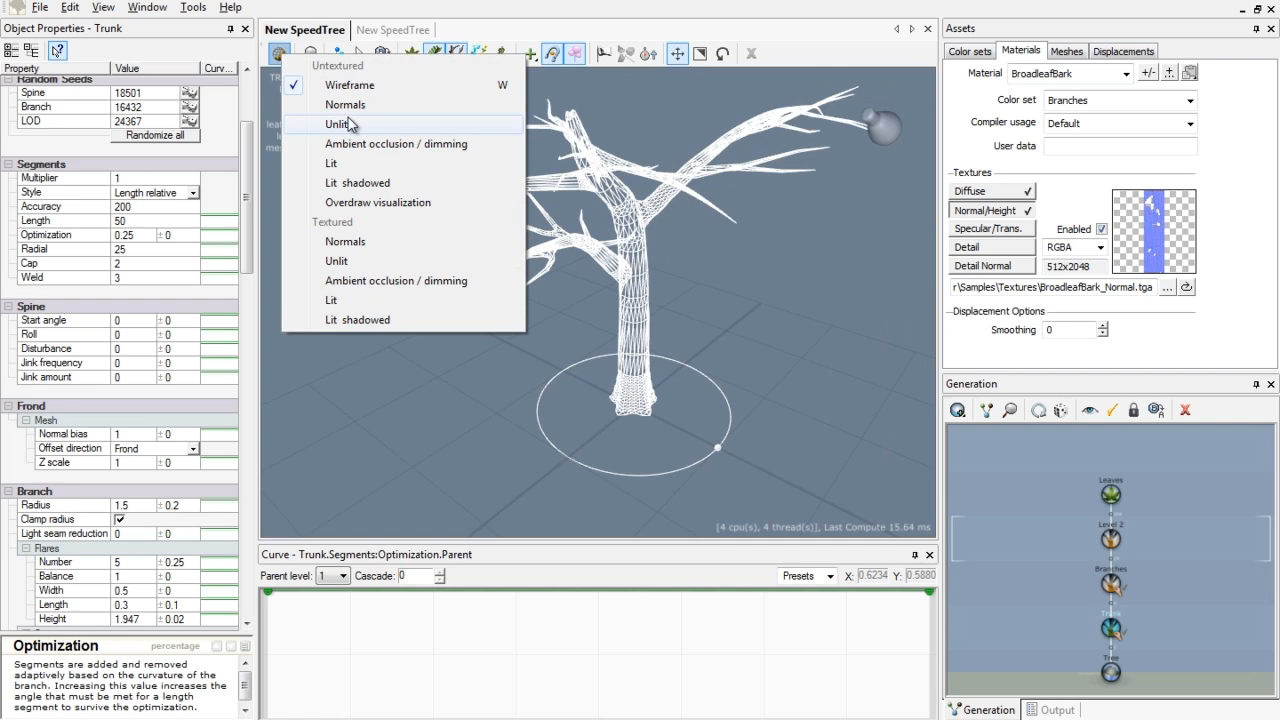 File Edit View Window Tools Help
Object Properties - Trunk
Property Value Curv...
Random Seeds
Spine 18501
Branch 16432
LOD 24367
Randomize all
Segments
Multiplier 1
Style Length relative
Accuracy 200
Length 50
Optimization 0.25 ± 0
Radial 25
Cap 2
Weld 3
Spine
Start angle 0 ± 0
Roll 0 ± 0
Disturbance 0 ± 0
Jink frequency 0 ± 0
Jink amount 0 ± 0
Frond
Mesh
Normal bias 1 ± 0
Offset direction Frond
Z scale 1 ± 0
Branch
Radius 1.5 ± 0.2
Clamp radius
Light seam reduction 0 ± 0
Flares
Number 5 ± 0.25
Balance 1 ± 0
Width 0.5 ± 0
Length 0.3 ± 0.1
Height 1.947 ± 0.02
Optimization percentage
Segments are added and removed
adaptively based on the curvature of the
branch. Increasing this value increases the
angle that must be met for a length
segment to survive the optimization.
New SpeedTree New SpeedTree
Untextured
Wireframe W
Normals
Unlit
Ambient occlusion / dimming
Lit
Lit shadowed
Overdraw visualization
Textured
Normals
Unlit
Ambient occlusion / dimming
Lit
Lit shadowed
[4 cpu(s), 4 thread(s)], Last Compute 15.64 ms
Curve - Trunk.Segments:Optimization.Parent
Parent level: 1 Cascade: 0 Presets X: 0.6234 Y: 0.5880
Assets
Color sets Materials Meshes Displacements
Material BroadleafBark
Color set Branches
Compiler usage Default
User data
Textures
Diffuse
Normal/Height
Specular/Trans.
Detail
Detail Normal
Enabled
RGBA
512x2048
r\Samples\Textures\BroadleafBark_Normal.tga ...
Displacement Options
Smoothing 0
Generation
Leaves
Level 2
Branches
Trunk
Tree
Generation Output